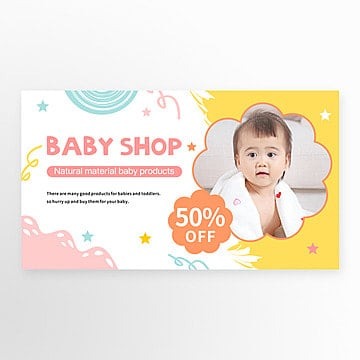 BABY SHOP
Natural material baby products
There are many good products for babies and toddlers,
so hurry up and buy them for your baby.
50%
OFF